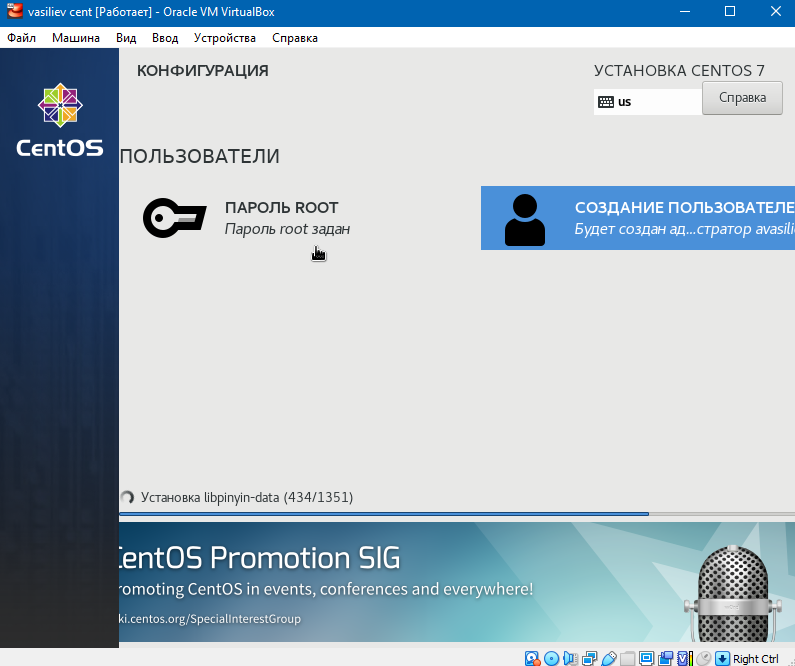 vasiliev cent [Работает] - Oracle VM VirtualBox
Файл Машина Вид Ввод Устройства Справка
КОНФИГУРАЦИЯ
УСТАНОВКА CENTOS 7
us
Справка
CentOS
ПОЛЬЗОВАТЕЛИ
ПАРОЛЬ ROOT
Пароль root задан
СОЗДАНИЕ ПОЛЬЗОВАТЕЛ
Будет создан ад...стратор avasili
Установка libpinyin-data (434/1351)
CentOS Promotion SIG
romoting CentOS in events, conferences and everywhere!
ki.centos.org/SpecialInterestGroup
Right Ctrl